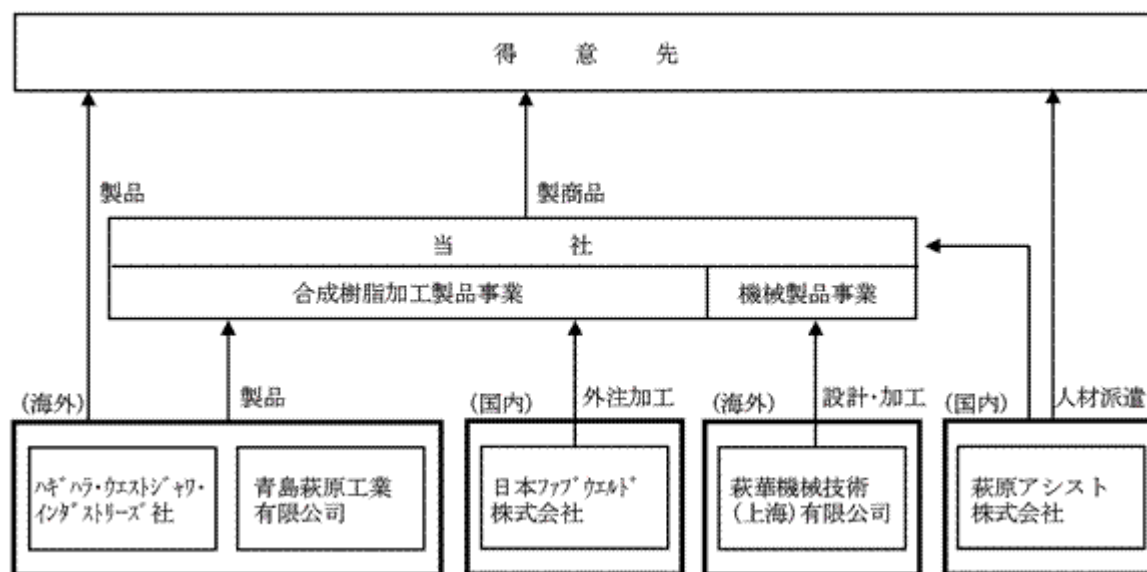 得意先
製品
製商品
当社
合成樹脂加工製品事業
機械製品事業
(海外)
製品
(国内)
外注加工
(海外)
設計・加工
(国内)
人材派遣
ﾊｷﾞﾊﾗ・ｳエストｼﾞｬﾜ・
ｲﾝﾀﾞｽﾄﾘｰｽﾞ社
青島萩原工業
有限公司
日本ﾌｧﾌﾞｳｴﾙﾄﾞ
株式会社
萩華機械技術
(上海)有限公司
萩原アシスト
株式会社